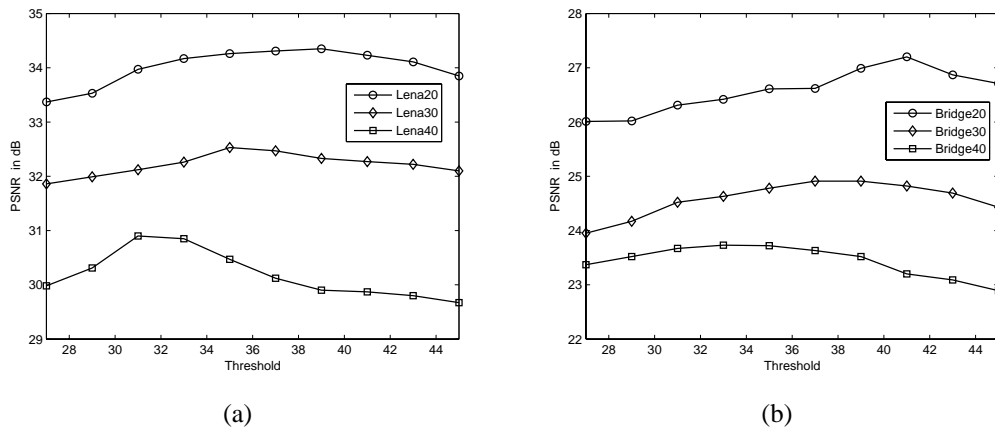 35
34
33
32
31
30
29
PSNR in dB
28 30 32 34 36 38 40 42 44
Threshold
Lena20
Lena30
Lena40
(a)
28
27
26
25
24
23
22
PSNR in dB
28 30 32 34 36 38 40 42 44
Threshold
Bridge20
Bridge30
Bridge40
(b)